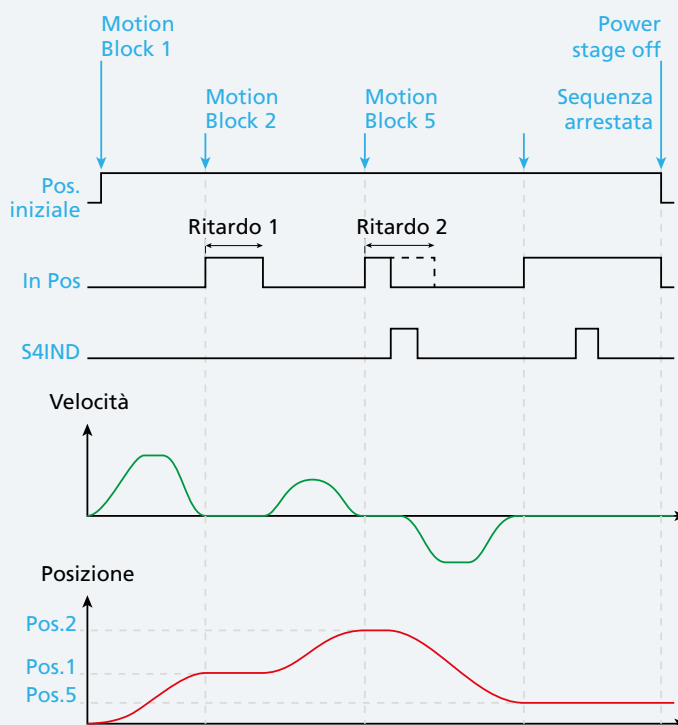 Motion
Block 1
Power
stage off
Motion
Block 2
Motion
Block 5
Sequenza
arrestata
Pos.
iniziale
Ritardo 1
Ritardo 2
In Pos
S4IND
Velocità
Posizione
Pos.2
Pos.1
Pos.5